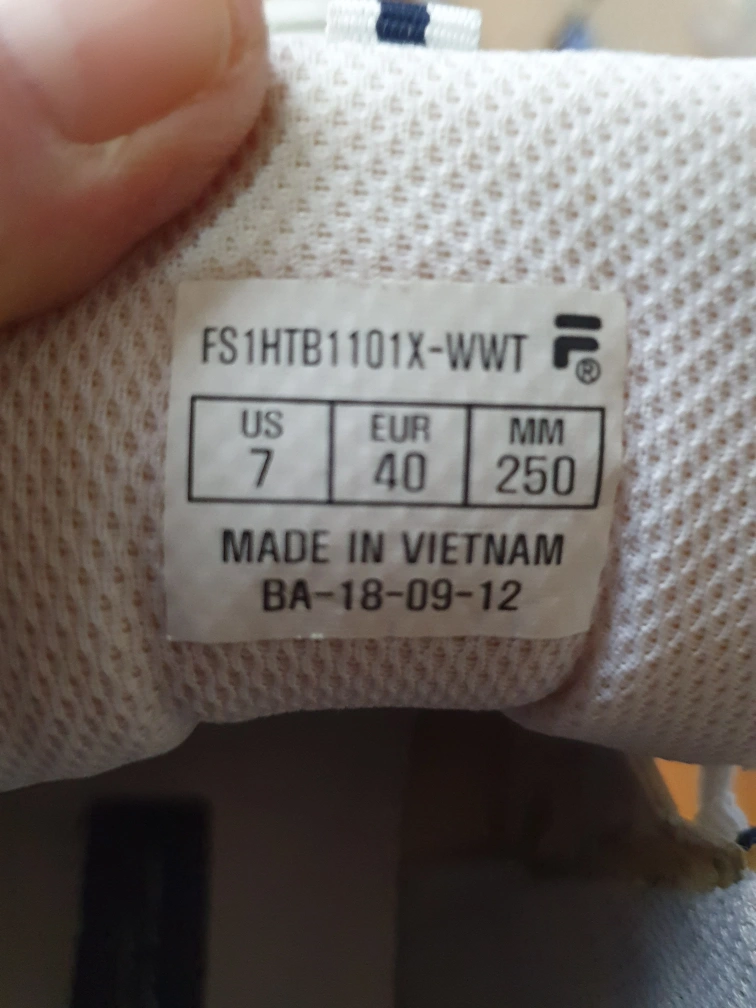 FS1HTB1101X-WWT F®
US EUR MM
7 40 250
MADE IN VIETNAM
BA-18-09-12